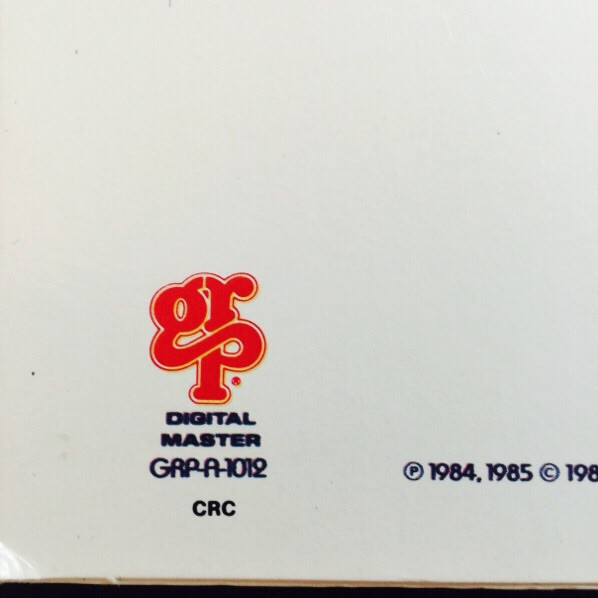 grp®
DIGITAL
MASTER
GRP-A-1012
CRC
℗ 1984, 1985 © 198